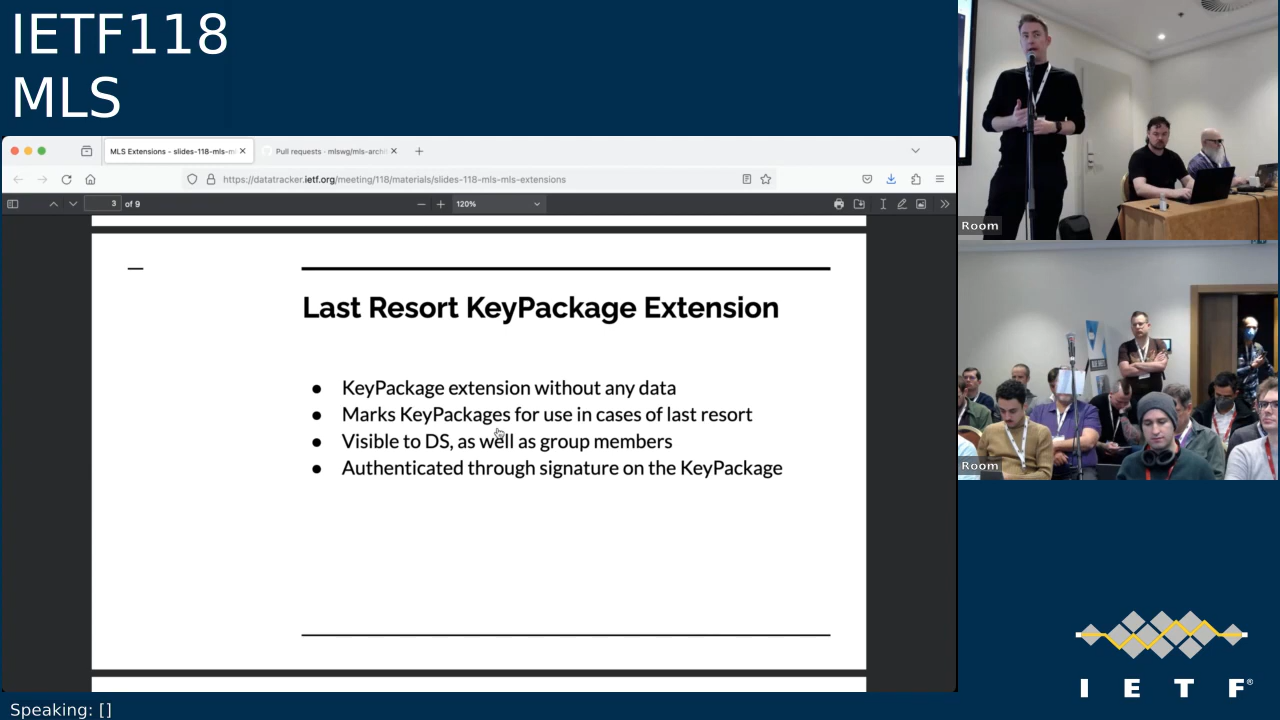 IETF118
MLS
MLS Extensions - slides-118-mls-m
Pull requests · mlswg/mls-archit
https://datatracker.ietf.org/meeting/118/materials/slides-118-mls-mls-extensions
3 of 9
120%
Last Resort KeyPackage Extension
KeyPackage extension without any data
Marks KeyPackages for use in cases of last resort
Visible to DS, as well as group members
Authenticated through signature on the KeyPackage
Room
Room
I E T F®
Speaking: []